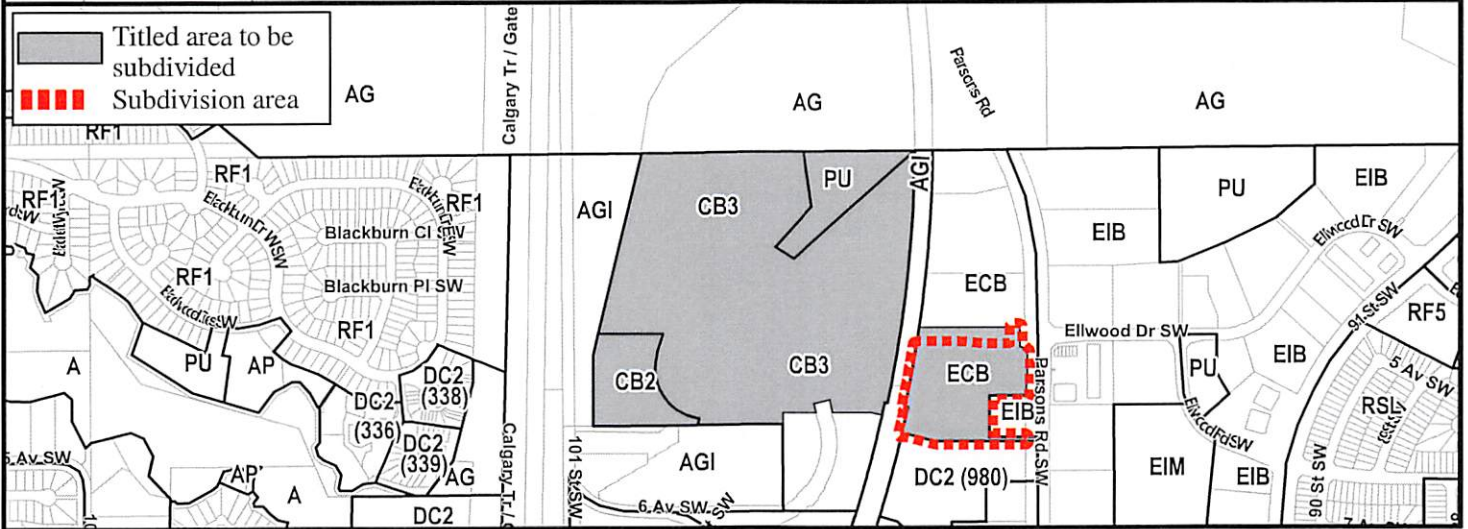 Titled area to be
subdivided
Subdivision area
AG
Calgary Tr / Gate
AG
Parsons Rd
AG
RF1
RF1
RF1
AGI
CB3
PU
AGI
PU
EIB
Blackburn Cl SW
EIB
Ellwood Dr SW
RF1
Blackburn Pl SW
ECB
91 St SW
RF5
RF1
Ellwood Dr SW
A
PU
AP
CB2
CB3
ECB
PU
EIB
5 Av SW
DC2
(338)
DC2
(336)
EIB
Parsons Rd SW
RSL
DC2
(339)
Calgary Tr / S
101 St SW
AGI
5 Av SW
AP
A
AG
DC2 (980)
EIM
EIB
90 St SW
6 Av SW
SW
DC2